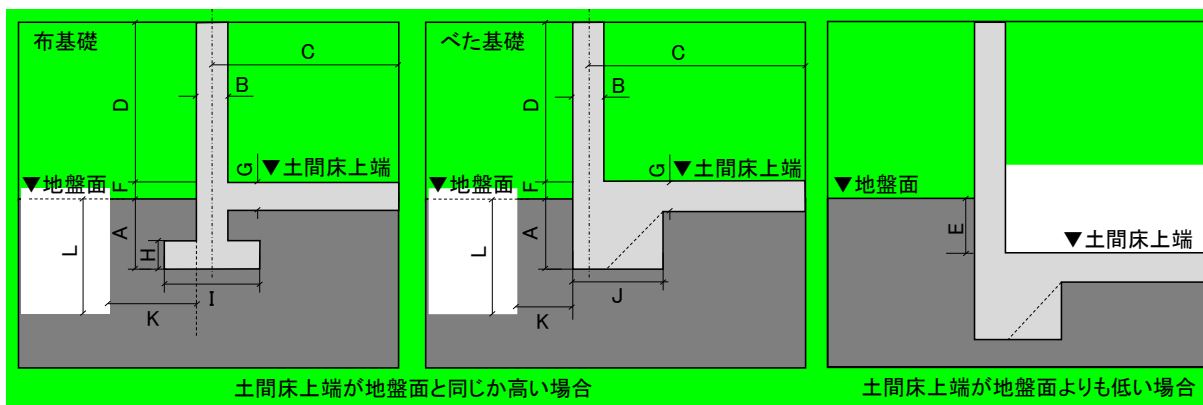 布基礎
C
B
D
G
▼土間床上端
▼地盤面
F
A
H
L
I
K
べた基礎
C
B
D
G
▼土間床上端
▼地盤面
F
A
L
J
K
▼地盤面
E
▼土間床上端
土間床上端が地盤面と同じか高い場合
土間床上端が地盤面よりも低い場合